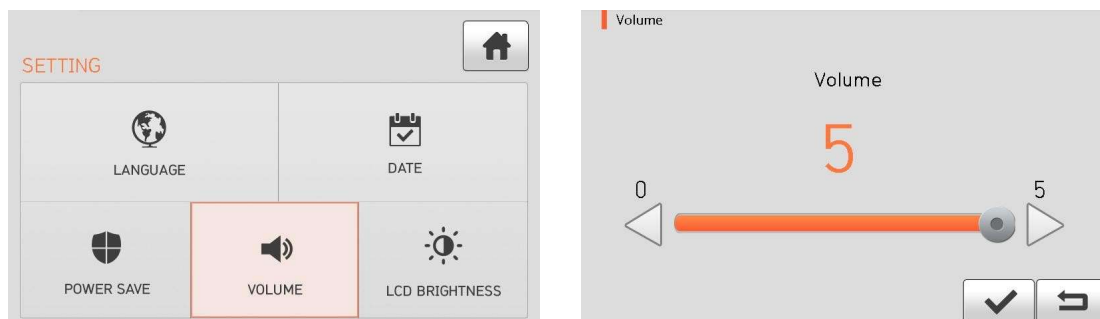 SETTING
LANGUAGE
DATE
POWER SAVE
VOLUME
LCD BRIGHTNESS
Volume
Volume
5
0
5